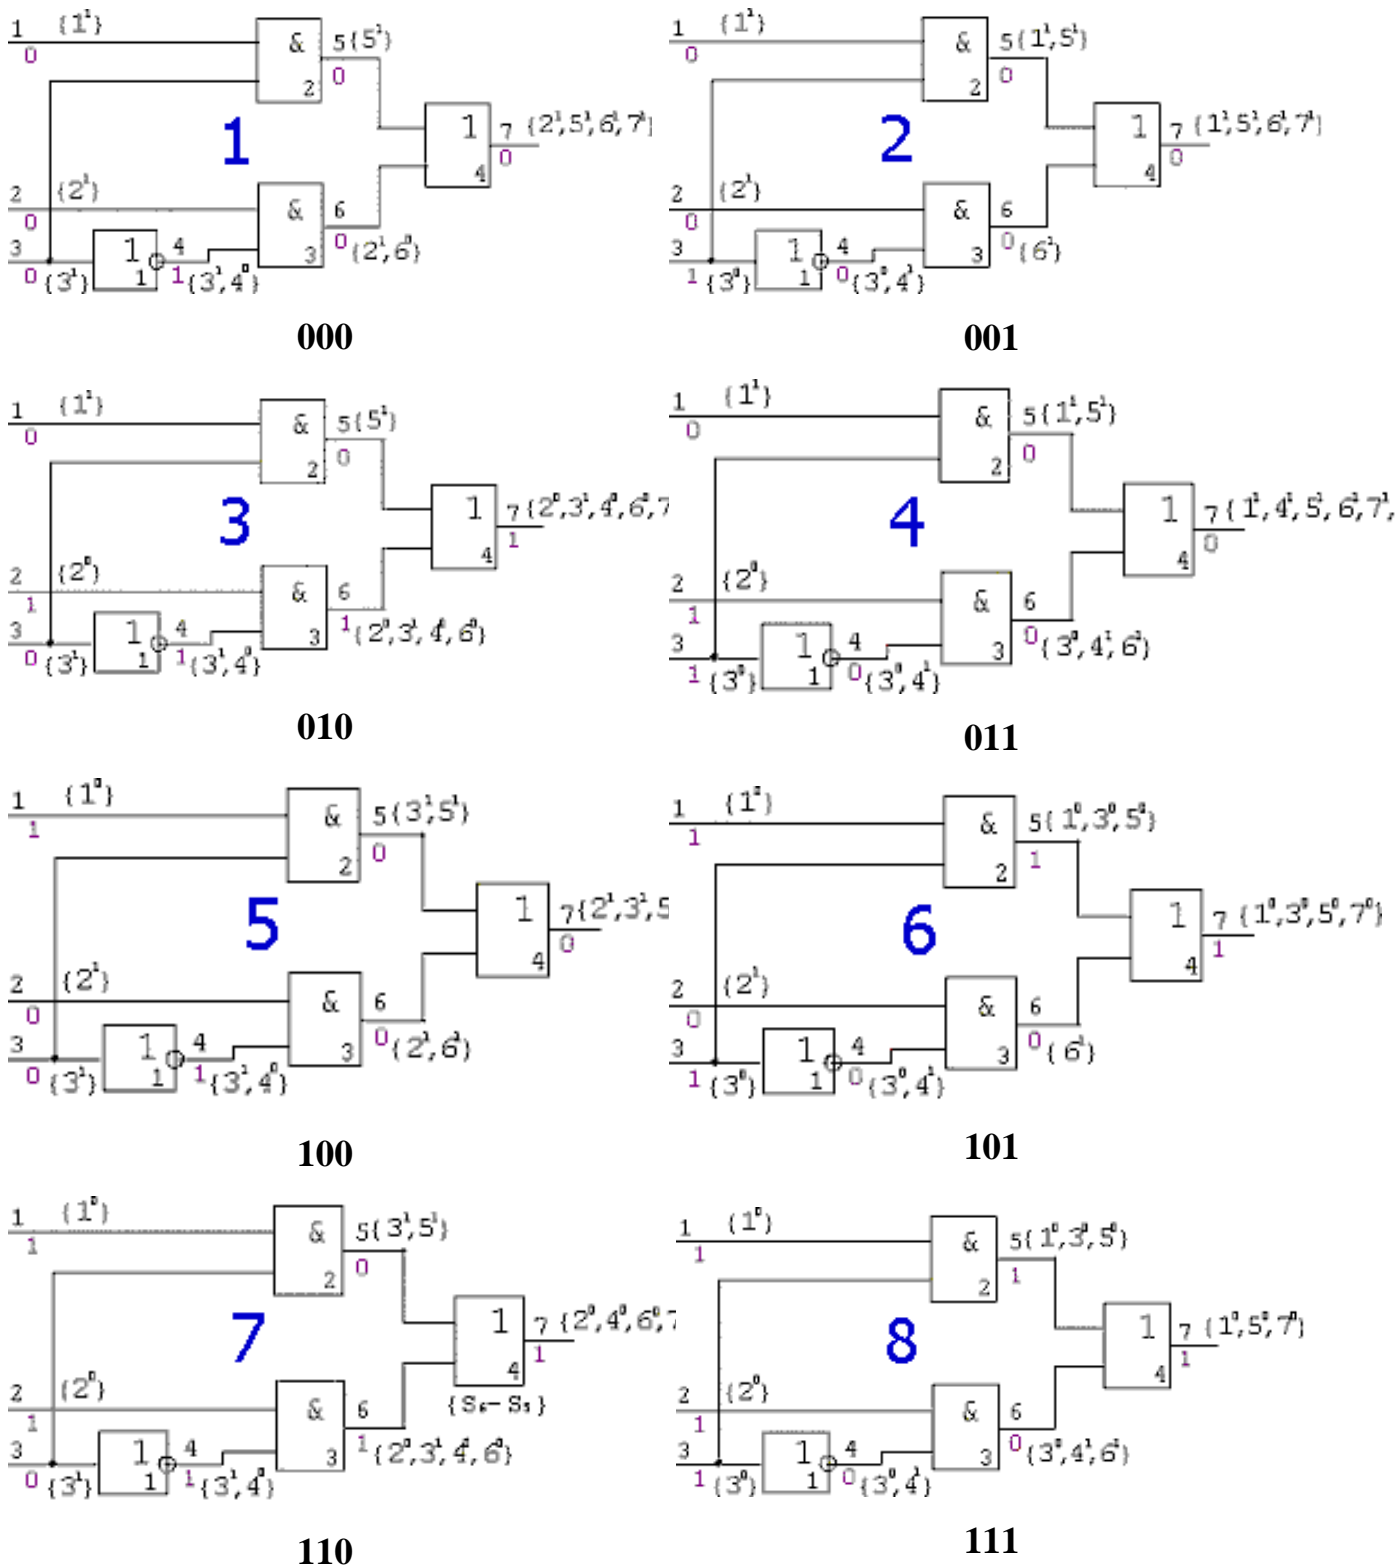 1 {1¹} & 5{5¹}
0 0
2 1 7{2¹,5¹,6¹,7¹}
1 0
4
2 {2¹} & 6
0 0{2¹,6⁰}
3 1 4 3
0{3¹} 1 1{3¹,4⁰}
000
1 {1¹} & 5{1¹,5¹}
0 0
2 1 7{1¹,5¹,6¹,7¹}
2 0
4
2 {2¹} & 6
0 0{6¹}
3 1 4 3
1{3⁰} 1 0{3⁰,4¹}
001
1 {1¹} & 5{5¹}
0 0
2 1 7{2⁰,3¹,4⁰,6⁰,7
3 1
4
2 {2⁰} & 6
1 1{2⁰,3¹,4⁰,6⁰}
3 1 4 3
0{3¹} 1 1{3¹,4⁰}
010
1 {1¹} & 5{1¹,5¹}
0 0
2 1 7{1¹,4¹,5¹,6¹,7¹,
4 0
4
2 {2⁰} & 6
1 0{3⁰,4¹,6¹}
3 1 4 3
1{3⁰} 1 0{3⁰,4¹}
011
1 {1⁰} & 5{3¹,5¹}
1 0
2 1 7{2¹,3¹,5
5 0
4
2 {2¹} & 6
0 0{2¹,6¹}
3 1 4 3
0{3¹} 1 1{3¹,4⁰}
100
1 {1⁰} & 5{1⁰,3⁰,5⁰}
1 1
2 1 7{1⁰,3⁰,5⁰,7⁰}
6 1
4
2 {2¹} & 6
0 0{6¹}
3 1 4 3
1{3⁰} 1 0{3⁰,4¹}
101
1 {1⁰} & 5{3¹,5¹}
1 0
2 1 7{2⁰,4⁰,6⁰,7
7 1
4
{S₆-S₅}
2 {2⁰} & 6
1 1{2⁰,3¹,4⁰,6⁰}
3 1 4 3
0{3¹} 1 1{3¹,4⁰}
110
1 {1⁰} & 5{1⁰,3⁰,5⁰}
1 1
2 1 7{1⁰,5⁰,7⁰}
8 1
4
2 {2⁰} & 6
1 0{3⁰,4¹,6¹}
3 1 4 3
1{3⁰} 1 0{3⁰,4¹}
111